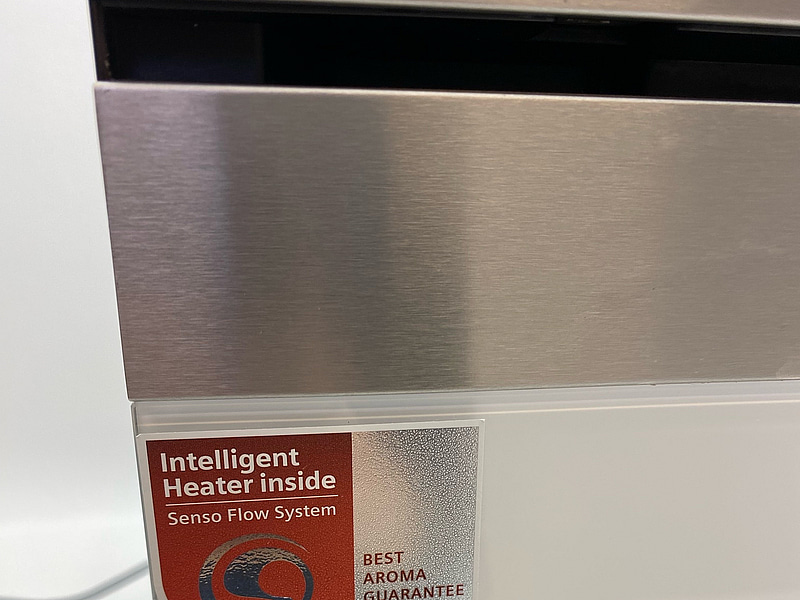 Intelligent
Heater inside
Senso Flow System
BEST
AROMA
GUARANTEE